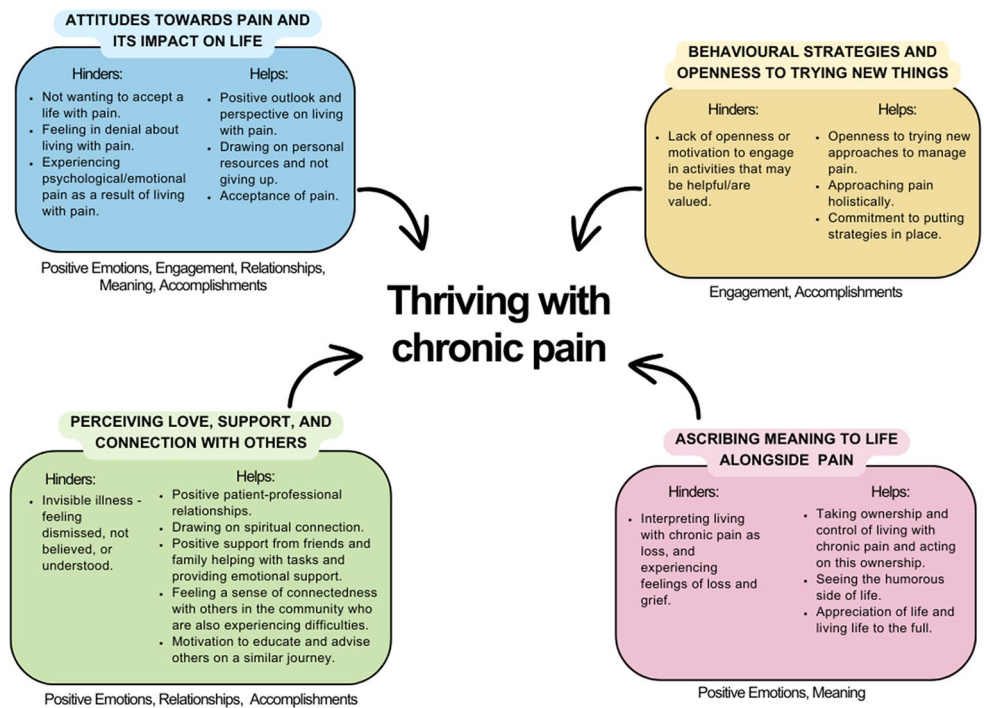 ATTITUDES TOWARDS PAIN AND
ITS IMPACT ON LIFE
Hinders:
• Not wanting to accept a
life with pain.
• Feeling in denial about
living with pain.
• Experiencing
psychological/emotional
pain as a result of living
with pain.
Helps:
• Positive outlook and
perspective on living
with pain.
• Drawing on personal
resources and not
giving up.
• Acceptance of pain.
Positive Emotions, Engagement, Relationships,
Meaning, Accomplishments
BEHAVIOURAL STRATEGIES AND
OPENNESS TO TRYING NEW THINGS
Hinders:
• Lack of openness or
motivation to engage
in activities that may
be helpful/are
valued.
Helps:
• Openness to trying new
approaches to manage
pain.
• Approaching pain
holistically.
• Commitment to putting
strategies in place.
Engagement, Accomplishments
Thriving with
chronic pain
PERCEIVING LOVE, SUPPORT, AND
CONNECTION WITH OTHERS
Hinders:
• Invisible illness -
feeling
dismissed, not
believed, or
understood.
Helps:
• Positive patient-professional
relationships.
• Drawing on spiritual connection.
• Positive support from friends and
family helping with tasks and
providing emotional support.
• Feeling a sense of connectedness
with others in the community who
are also experiencing difficulties.
• Motivation to educate and advise
others on a similar journey.
Positive Emotions, Relationships, Accomplishments
ASCRIBING MEANING TO LIFE
ALONGSIDE PAIN
Hinders:
• Interpreting living
with chronic pain as
loss, and
experiencing
feelings of loss and
grief.
Helps:
• Taking ownership and
control of living with
chronic pain and acting
on this ownership.
• Seeing the humorous
side of life.
• Appreciation of life and
living life to the full.
Positive Emotions, Meaning